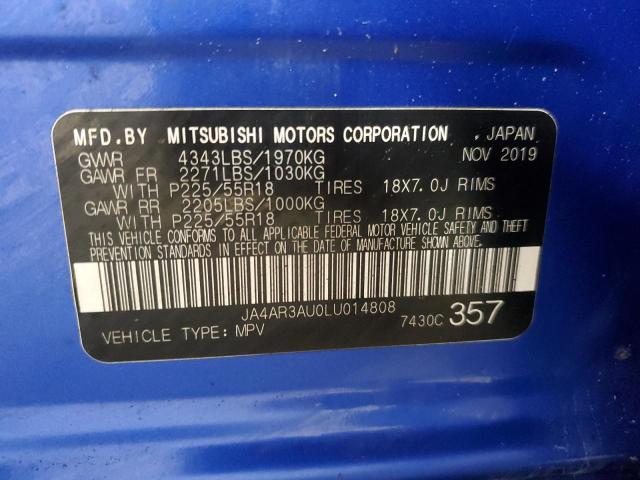 MFD.BY MITSUBISHI MOTORS CORPORATION , JAPAN
GVWR 4343LBS/1970KG NOV 2019
GAWR FR 2271LBS/1030KG
WITH P225/55R18 TIRES 18X7.0J RIMS
GAWR RR 2205LBS/1000KG
WITH P225/55R18 TIRES 18X7.0J RIMS
THIS VEHICLE CONFORMS TO ALL APPLICABLE FEDERAL MOTOR VEHICLE SAFETY AND THEFT
PREVENTION STANDARDS IN EFFECT ON THE DATE OF MANUFACTURE SHOWN ABOVE.
JA4AR3AU0LU014808
VEHICLE TYPE: MPV 7430C 357